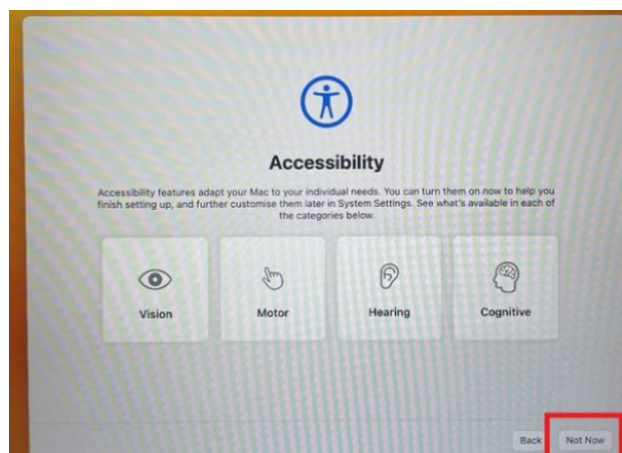 Accessibility
Accessibility features adapt your Mac to your individual needs. You can turn them on now to help you
finish setting up, and further customise them later in System Settings. See what's available in each of
the categories below.
Vision
Motor
Hearing
Cognitive
Back
Not Now